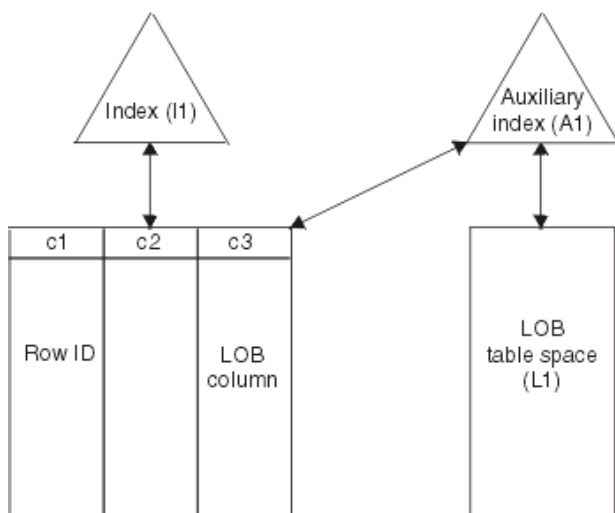 Index (I1)
Auxiliary
index (A1)
c1 c2 c3
Row ID
LOB
column
LOB
table space
(L1)